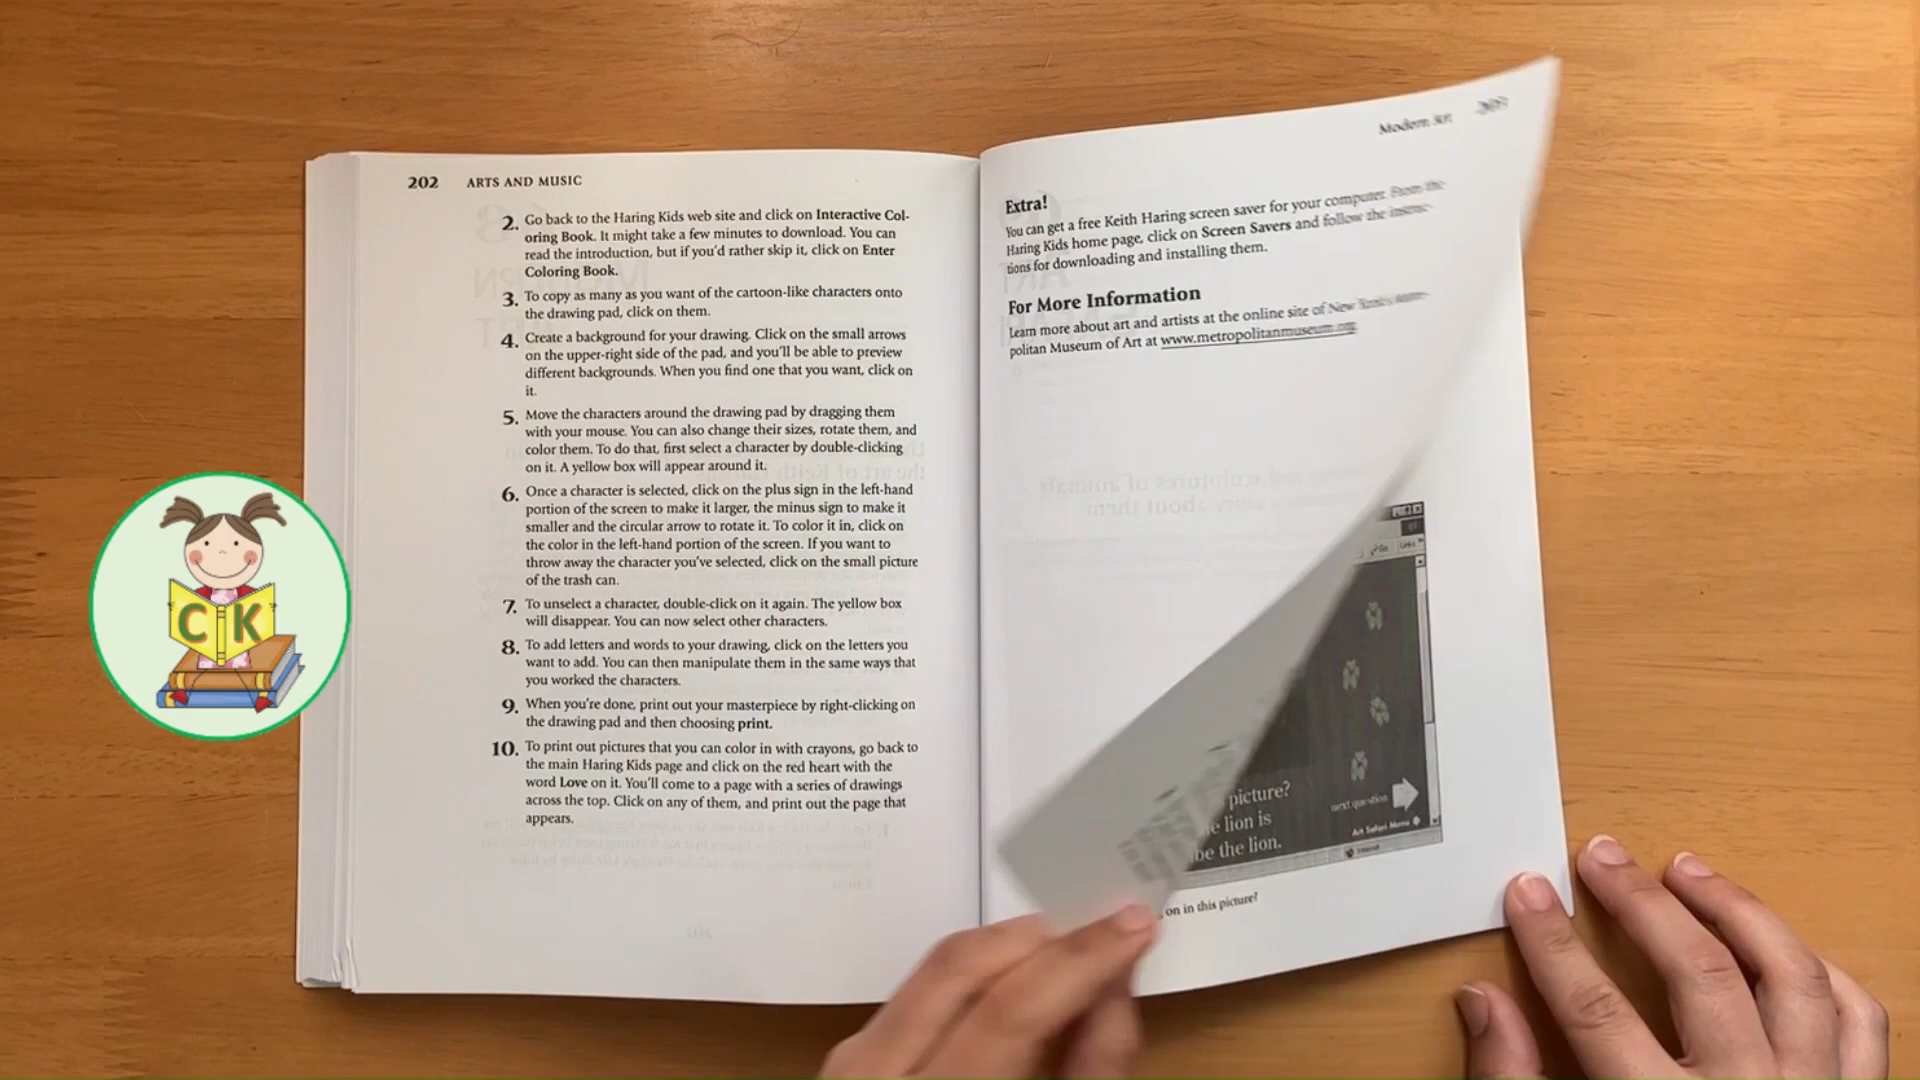 202 ARTS AND MUSIC
2. Go back to the Haring Kids web site and click on Interactive Col-
oring Book. It might take a few minutes to download. You can
read the introduction, but if you'd rather skip it, click on Enter
Coloring Book.
3. To copy as many as you want of the cartoon-like characters onto
the drawing pad, click on them.
4. Create a background for your drawing. Click on the small arrows
on the upper-right side of the pad, and you'll be able to preview
different backgrounds. When you find one that you want, click on
it.
5. Move the characters around the drawing pad by dragging them
with your mouse. You can also change their sizes, rotate them, and
color them. To do that, first select a character by double-clicking
on it. A yellow box will appear around it.
6. Once a character is selected, click on the plus sign in the left-hand
portion of the screen to make it larger, the minus sign to make it
smaller and the circular arrow to rotate it. To color it in, click on
the color in the left-hand portion of the screen. If you want to
throw away the character you've selected, click on the small picture
of the trash can.
7. To unselect a character, double-click on it again. The yellow box
will disappear. You can now select other characters.
8. To add letters and words to your drawing, click on the letters you
want to add. You can then manipulate them in the same ways that
you worked the characters.
9. When you're done, print out your masterpiece by right-clicking on
the drawing pad and then choosing print.
10. To print out pictures that you can color in with crayons, go back to
the main Haring Kids page and click on the red heart with the
word Love on it. You'll come to a page with a series of drawings
across the top. Click on any of them, and print out the page that
appears.
Modern Art
Extra!
You can get a free Keith Haring screen saver for your computer. From the
Haring Kids home page, click on Screen Savers and follow the instruc-
tions for downloading and installing them.
For More Information
Learn more about art and artists at the online site of New York's
politan Museum of Art at www.metropolitanmuseum.org
Go Links
picture?
lion is
be the lion.
next question
Art Safari Menu
Internet
on in this picture?
CK